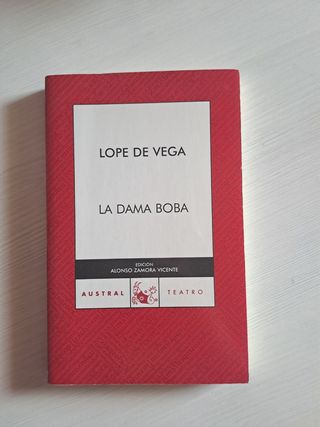 LOPE DE VEGA
LA DAMA BOBA
EDICIÓN
ALONSO ZAMORA VICENTE
AUSTRAL TEATRO